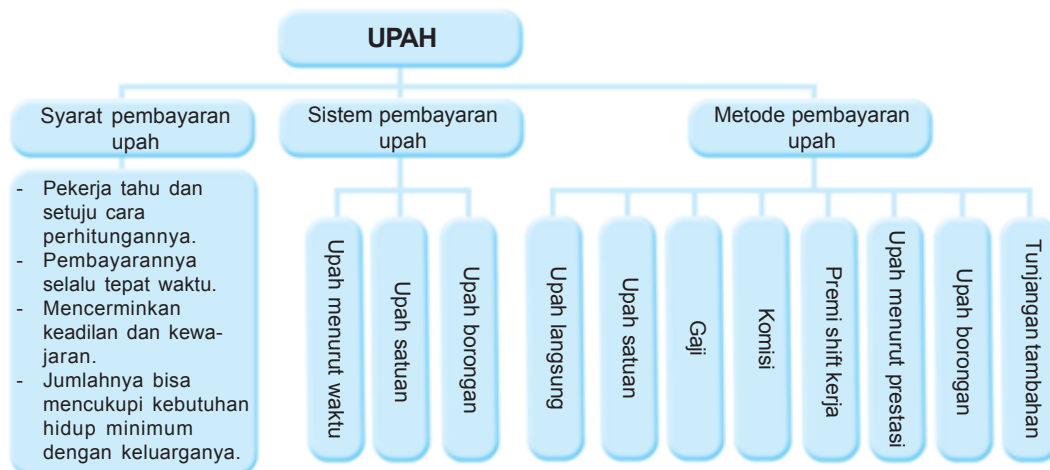 UPAH
Syarat pembayaran
upah
Sistem pembayaran
upah
Metode pembayaran
upah
- Pekerja tahu dan
setuju cara
perhitungannya.
- Pembayarannya
selalu tepat waktu.
- Mencerminkan
keadilan dan kewa-
jaran.
- Jumlahnya bisa
mencukupi kebutuhan
hidup minimum
dengan keluarganya.
Upah menurut waktu
Upah satuan
Upah borongan
Upah langsung
Upah satuan
Gaji
Komisi
Premi shift kerja
Upah menurut prestasi
Upah borongan
Tunjangan tambahan